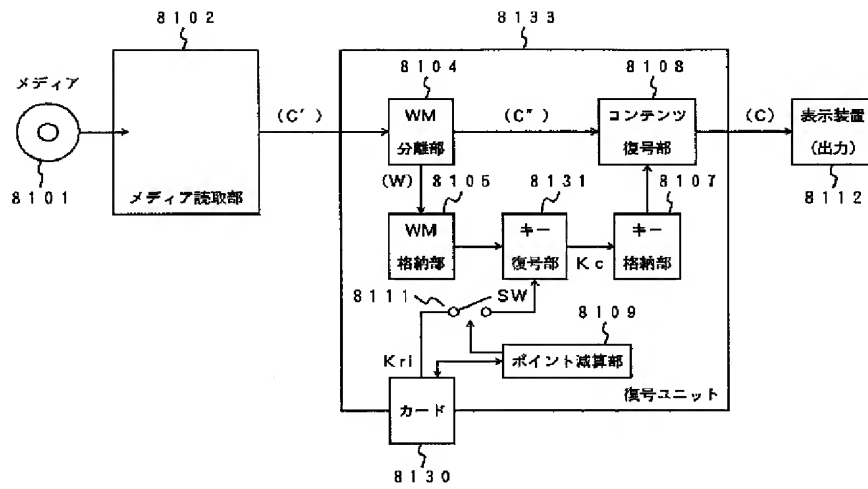 8102
8133
メディア
8104
8108
(C')
WM
分離部
(C")
コンテンツ
復号部
(C)
表示装置
(出力)
8101
メディア読取部
(W)
8105
8131
8107
8112
WM
格納部
キー
復号部
Kc
キー
格納部
8111
SW
8109
Kri
ポイント減算部
カード
復号ユニット
8130